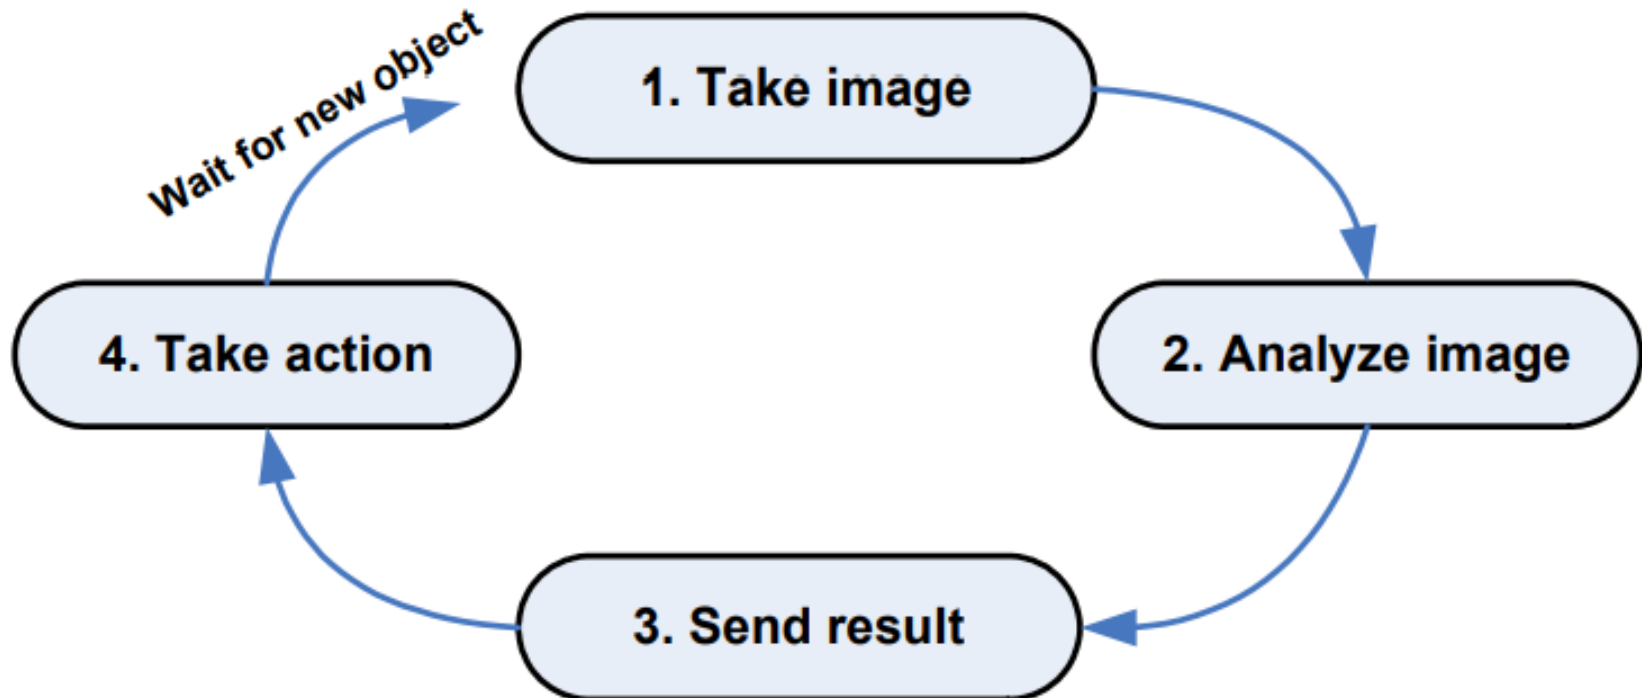 1. Take image
2. Analyze image
3. Send result
4. Take action
Wait for new object